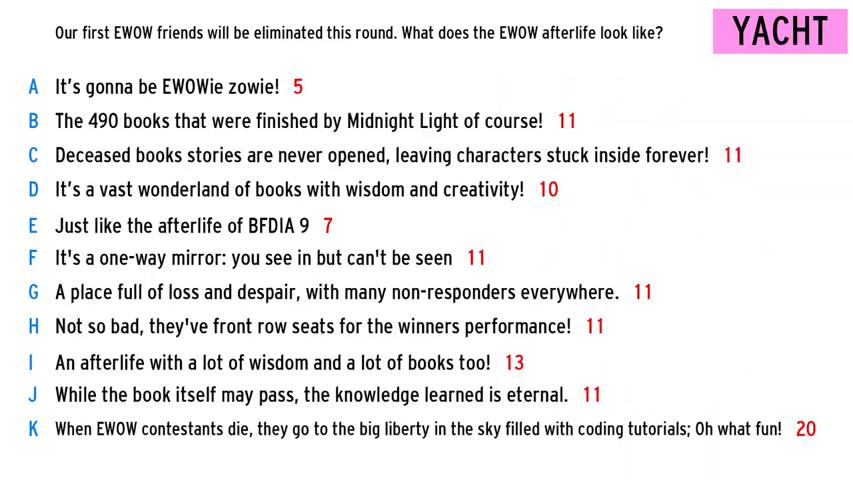 Our first EWOW friends will be eliminated this round. What does the EWOW afterlife look like?
YACHT
A It's gonna be EWOWie zowie! 5
B The 490 books that were finished by Midnight Light of course! 11
C Deceased books stories are never opened, leaving characters stuck inside forever! 11
D It's a vast wonderland of books with wisdom and creativity! 10
E Just like the afterlife of BFDIA 9 7
F It's a one-way mirror: you see in but can't be seen 11
G A place full of loss and despair, with many non-responders everywhere. 11
H Not so bad, they've front row seats for the winners performance! 11
I An afterlife with a lot of wisdom and a lot of books too! 13
J While the book itself may pass, the knowledge learned is eternal. 11
K When EWOW contestants die, they go to the big liberty in the sky filled with coding tutorials; Oh what fun! 20